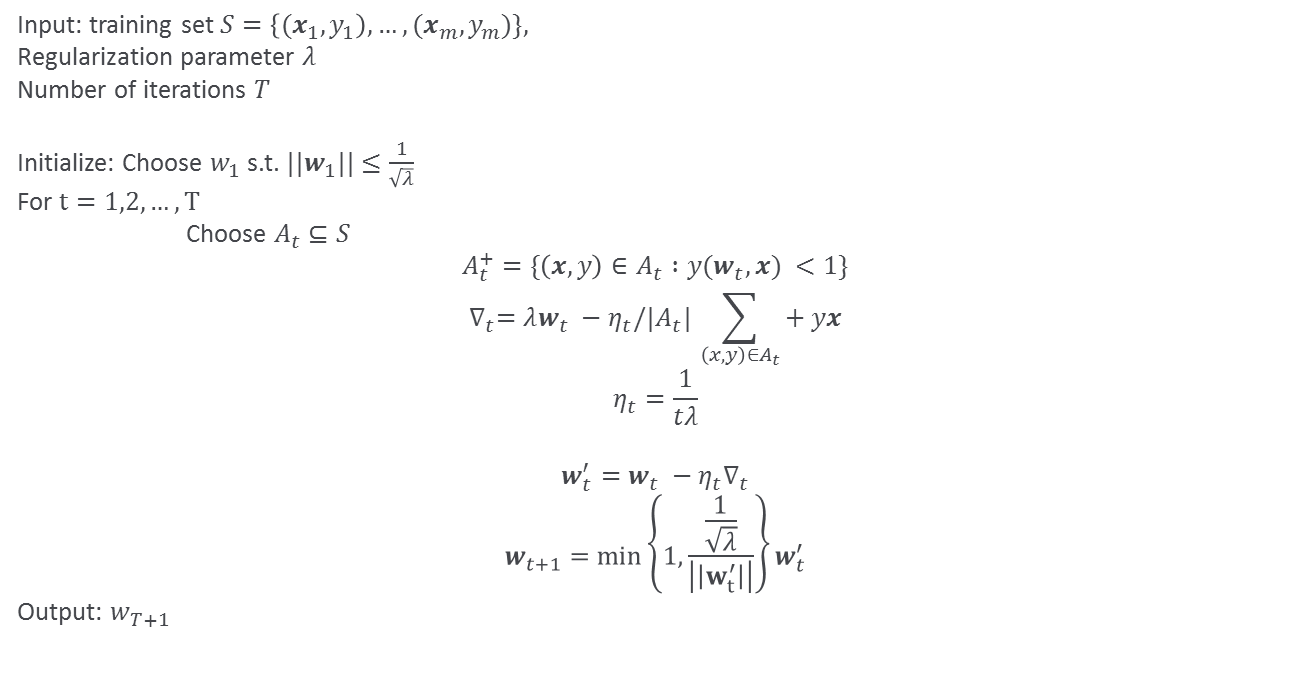 Input: training set S = {(x₁, y₁), … , (xₘ, yₘ)},
Regularization parameter λ
Number of iterations T
Initialize: Choose w₁ s.t. ||w₁|| ≤ 1/√λ
For t = 1,2, … , T
Choose Aₜ ⊆ S
Aₜ⁺ = {(x, y) ∈ Aₜ : y(wₜ, x) < 1}
∇ₜ= λwₜ − ηₜ/|Aₜ| ∑_{(x,y)∈Aₜ} + yx
ηₜ = 1/tλ
w′ₜ = wₜ − ηₜ∇ₜ
wₜ₊₁ = min {1, (1/√λ)/||w′ₜ||} w′ₜ
Output: w_{T+1}